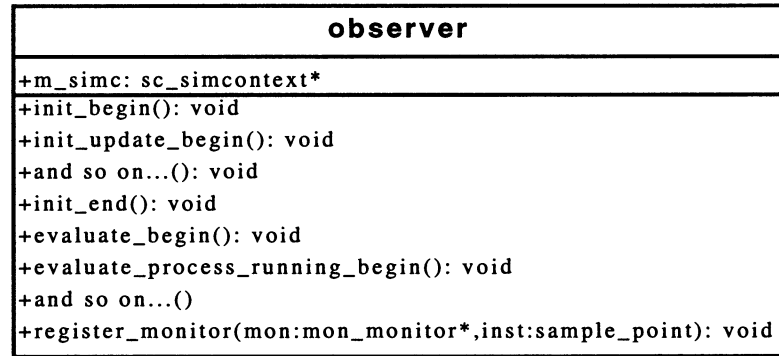 observer
+m_simc: sc_simcontext*
+init_begin(): void
+init_update_begin(): void
+and so on...(): void
+init_end(): void
+evaluate_begin(): void
+evaluate_process_running_begin(): void
+and so on...()
+register_monitor(mon:mon_monitor*,inst:sample_point): void